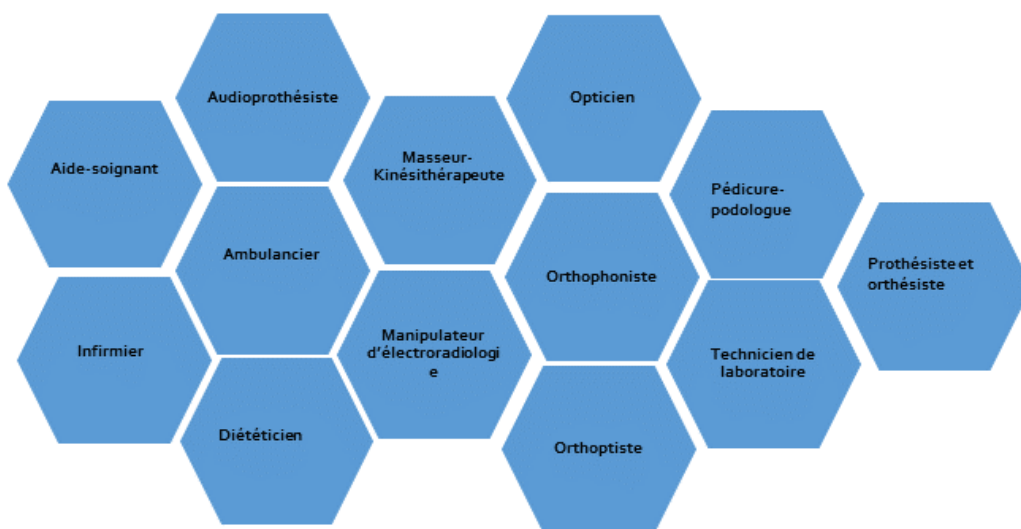 Audioprothésiste
Opticien
Aide-soignant
Masseur-
Kinésithérapeute
Pédicure-
podologue
Ambulancier
Orthophoniste
Prothésiste et
orthésiste
Infirmier
Manipulateur
d'électroradiologi
e
Technicien de
laboratoire
Diététicien
Orthoptiste